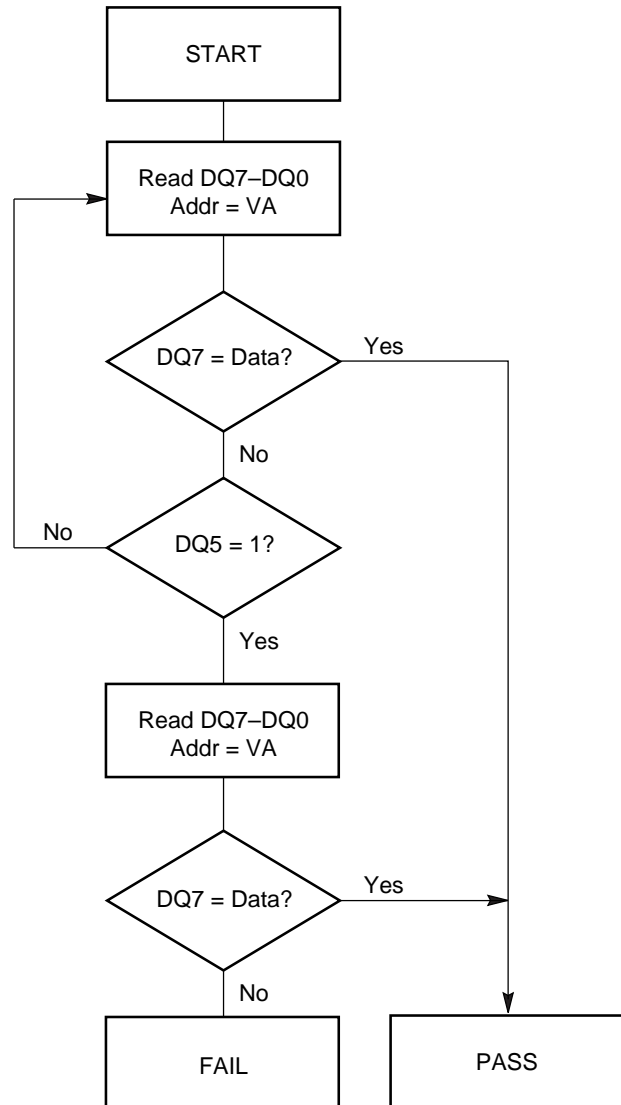 START
Read DQ7–DQ0
Addr = VA
DQ7 = Data?
Yes
No
No
DQ5 = 1?
Yes
Read DQ7–DQ0
Addr = VA
DQ7 = Data?
Yes
No
FAIL
PASS